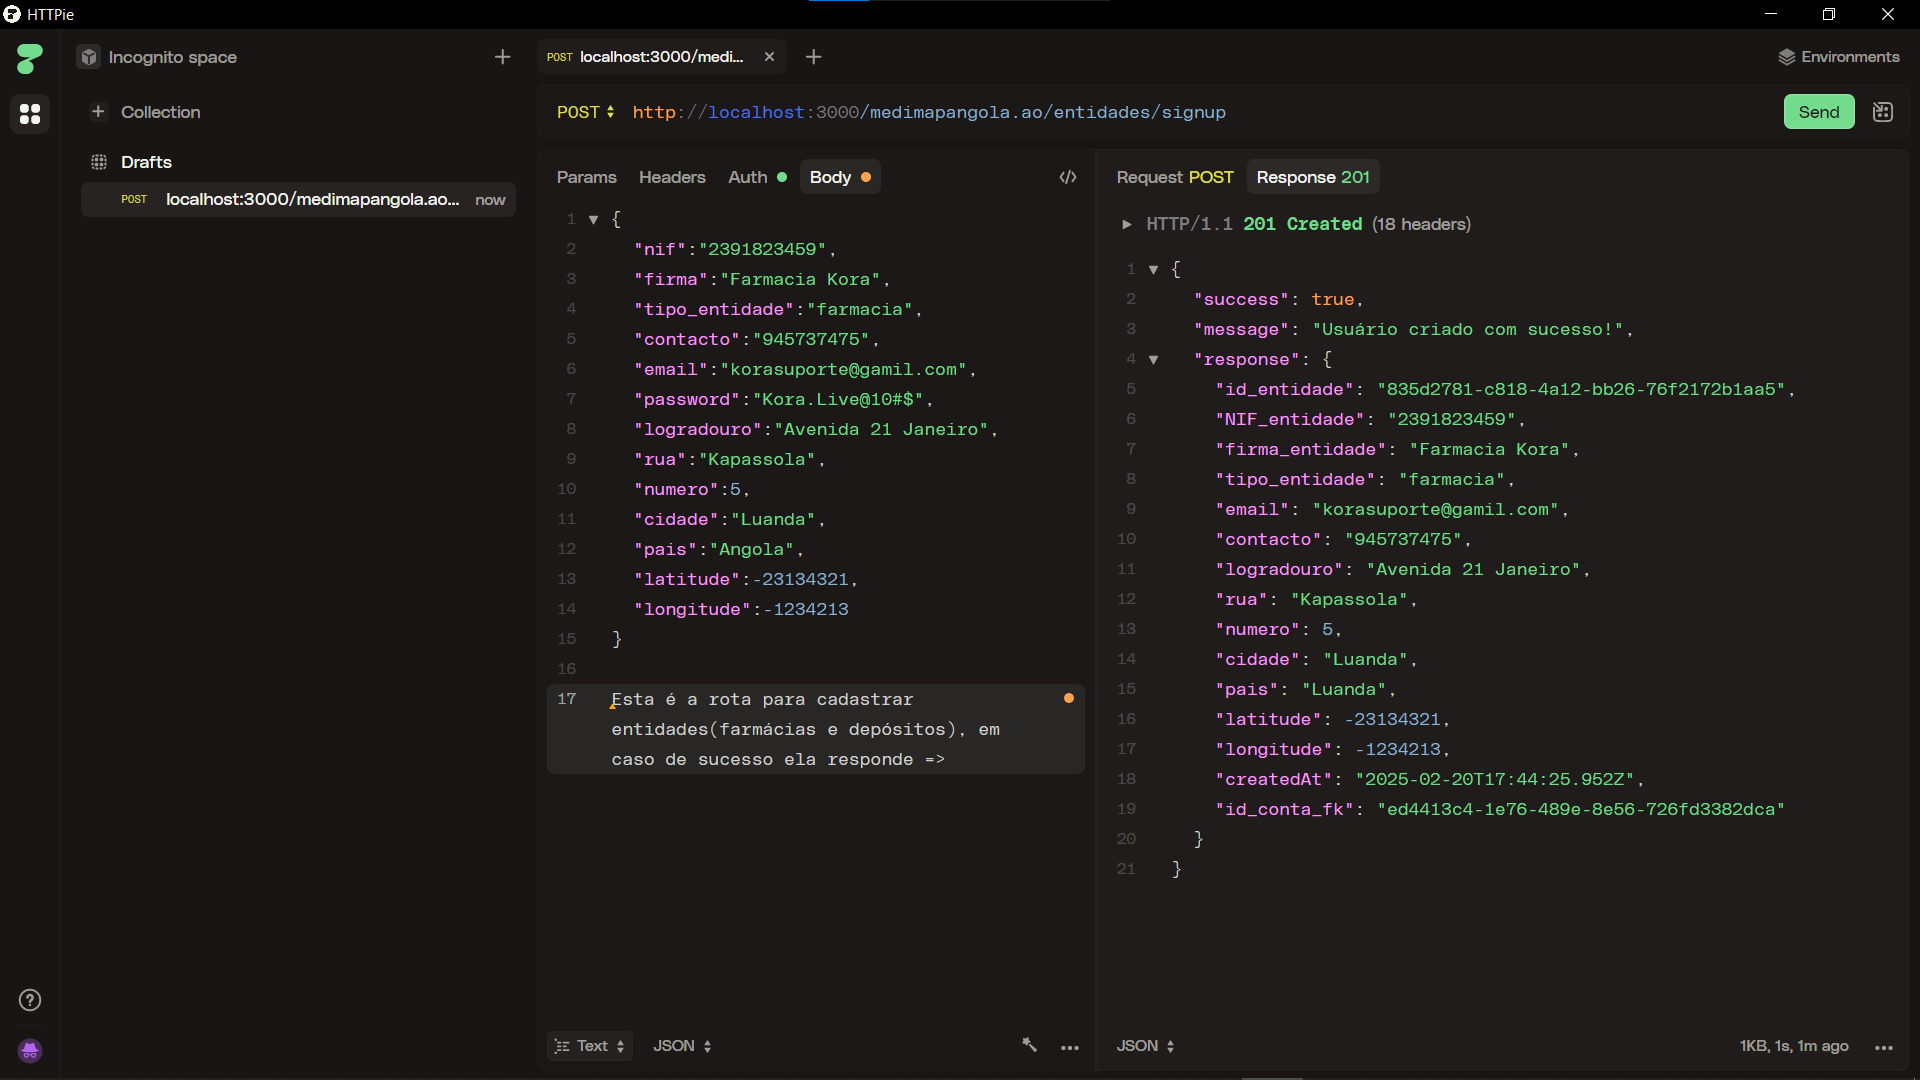 HTTPie
Incognito space
POST localhost:3000/medi...
Environments
Collection
POST http://localhost:3000/medimapangola.ao/entidades/signup
Send
Drafts
POST localhost:3000/medimapangola.ao... now
Params Headers Auth Body
1 {
2 "nif":"2391823459",
3 "firma":"Farmacia Kora",
4 "tipo_entidade":"farmacia",
5 "contacto":"945737475",
6 "email":"korasuporte@gamil.com",
7 "password":"Kora.Live@10#$",
8 "logradouro":"Avenida 21 Janeiro",
9 "rua":"Kapassola",
10 "numero":5,
11 "cidade":"Luanda",
12 "pais":"Angola",
13 "latitude":-23134321,
14 "longitude":-1234213
15 }
16
17 Esta é a rota para cadastrar
entidades(farmácias e depósitos), em
caso de sucesso ela responde =>
Text JSON
Request POST Response 201
HTTP/1.1 201 Created (18 headers)
1 {
2 "success": true,
3 "message": "Usuário criado com sucesso!",
4 "response": {
5 "id_entidade": "835d2781-c818-4a12-bb26-76f2172b1aa5",
6 "NIF_entidade": "2391823459",
7 "firma_entidade": "Farmacia Kora",
8 "tipo_entidade": "farmacia",
9 "email": "korasuporte@gamil.com",
10 "contacto": "945737475",
11 "logradouro": "Avenida 21 Janeiro",
12 "rua": "Kapassola",
13 "numero": 5,
14 "cidade": "Luanda",
15 "pais": "Luanda",
16 "latitude": -23134321,
17 "longitude": -1234213,
18 "createdAt": "2025-02-20T17:44:25.952Z",
19 "id_conta_fk": "ed4413c4-1e76-489e-8e56-726fd3382dca"
20 }
21 }
JSON
1KB, 1s, 1m ago